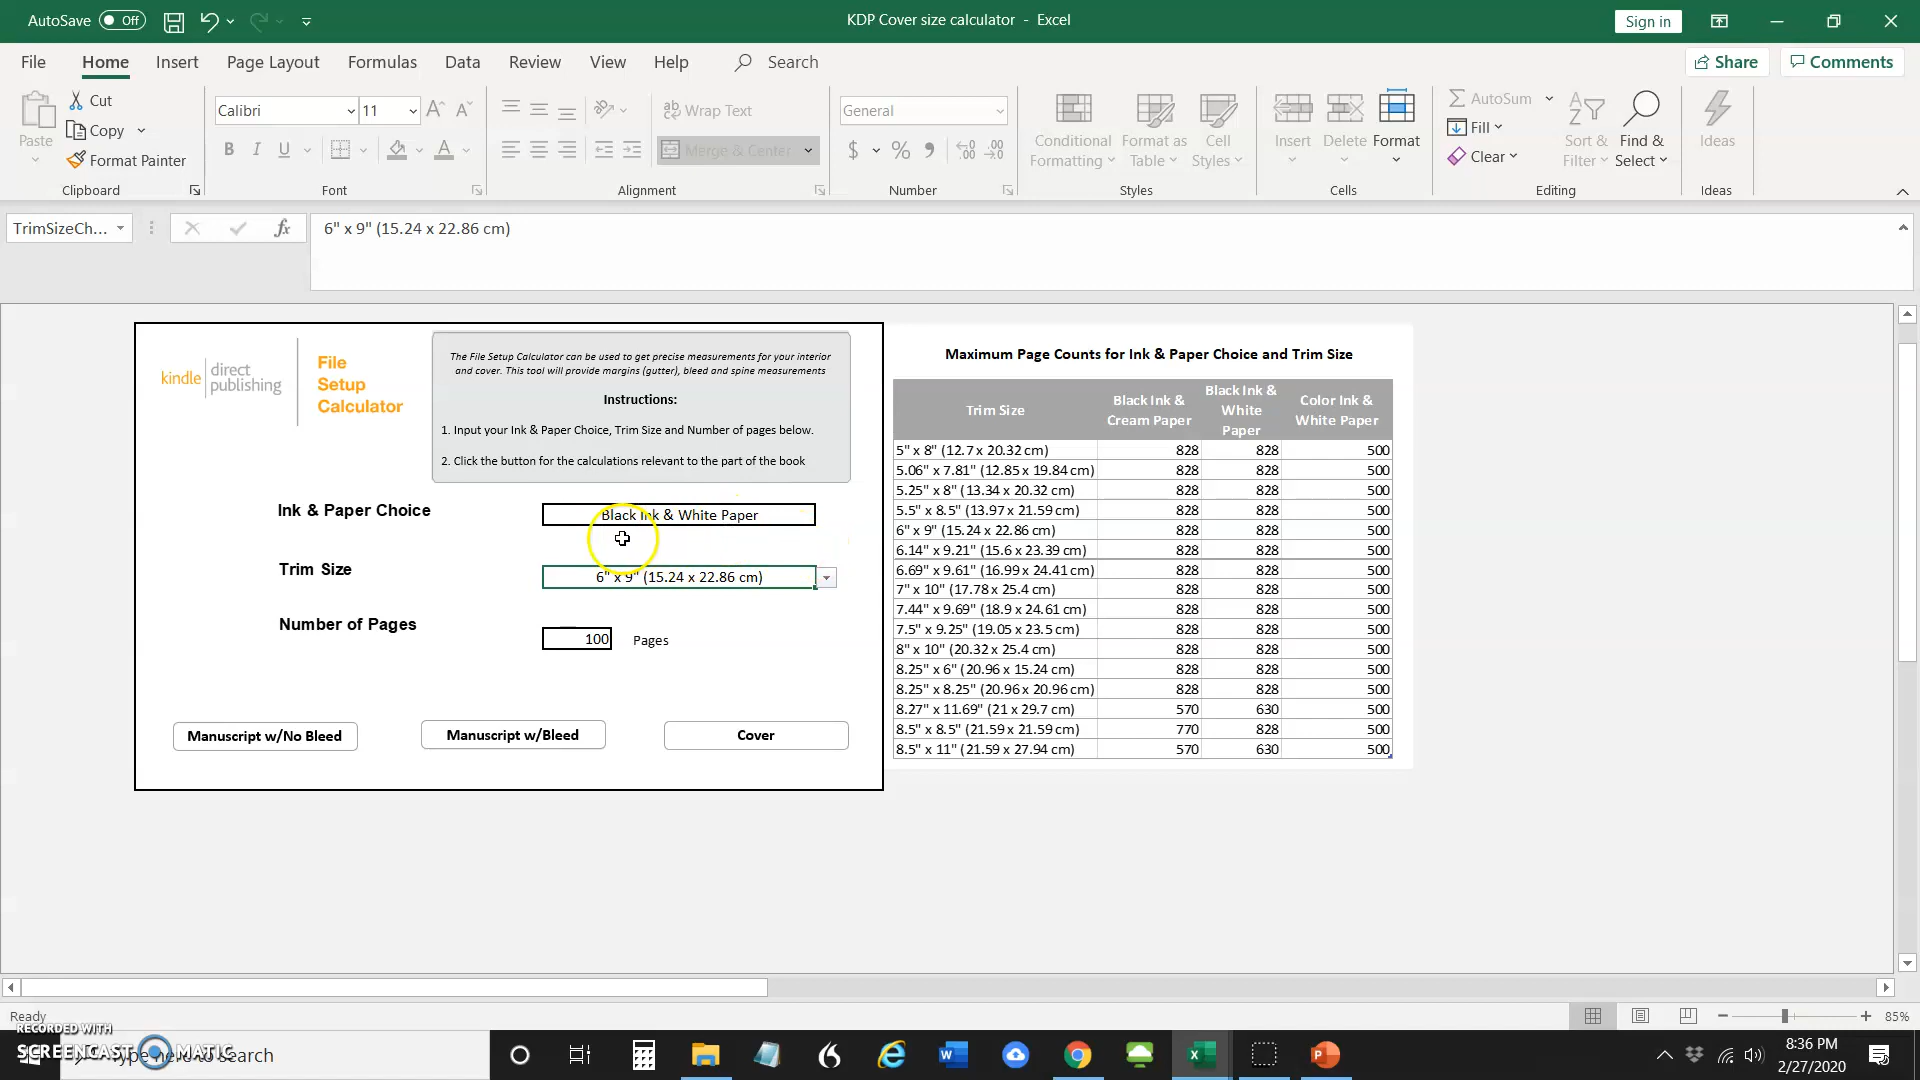 AutoSave Off
KDP Cover size calculator - Excel
Sign in
File Home Insert Page Layout Formulas Data Review View Help Search
Share Comments
Paste
Cut
Copy
Format Painter
Clipboard
Calibri 11
B I U
Font
Wrap Text
Merge & Center
Alignment
General
$ % 9 .00
Number
Conditional Formatting
Format as Table
Cell Styles
Styles
Insert Delete Format
Cells
AutoSum
Fill
Clear
Sort & Filter
Find & Select
Editing
Ideas
Ideas
TrimSizeCh...
fx
6" x 9" (15.24 x 22.86 cm)
kindle direct publishing
File
Setup
Calculator
The File Setup Calculator can be used to get precise measurements for your interior
and cover. This tool will provide margins (gutter), bleed and spine measurements
Instructions:
1. Input your Ink & Paper Choice, Trim Size and Number of pages below.
2. Click the button for the calculations relevant to the part of the book
Ink & Paper Choice
Black Ink & White Paper
Trim Size
6" x 9" (15.24 x 22.86 cm)
Number of Pages
100 Pages
Manuscript w/No Bleed
Manuscript w/Bleed
Cover
Maximum Page Counts for Ink & Paper Choice and Trim Size
Trim Size Black Ink & Cream Paper Black Ink & White Paper Color Ink & White Paper
5" x 8" (12.7 x 20.32 cm) 828 828 500
5.06" x 7.81" (12.85 x 19.84 cm) 828 828 500
5.25" x 8" (13.34 x 20.32 cm) 828 828 500
5.5" x 8.5" (13.97 x 21.59 cm) 828 828 500
6" x 9" (15.24 x 22.86 cm) 828 828 500
6.14" x 9.21" (15.6 x 23.39 cm) 828 828 500
6.69" x 9.61" (16.99 x 24.41 cm) 828 828 500
7" x 10" (17.78 x 25.4 cm) 828 828 500
7.44" x 9.69" (18.9 x 24.61 cm) 828 828 500
7.5" x 9.25" (19.05 x 23.5 cm) 828 828 500
8" x 10" (20.32 x 25.4 cm) 828 828 500
8.25" x 6" (20.96 x 15.24 cm) 828 828 500
8.25" x 8.25" (20.96 x 20.96 cm) 828 828 500
8.27" x 11.69" (21 x 29.7 cm) 570 630 500
8.5" x 8.5" (21.59 x 21.59 cm) 770 828 500
8.5" x 11" (21.59 x 27.94 cm) 570 630 500
Ready
85%
RECORDED WITH
SCREENCAST MATIC
Type here to search
8:36 PM
2/27/2020